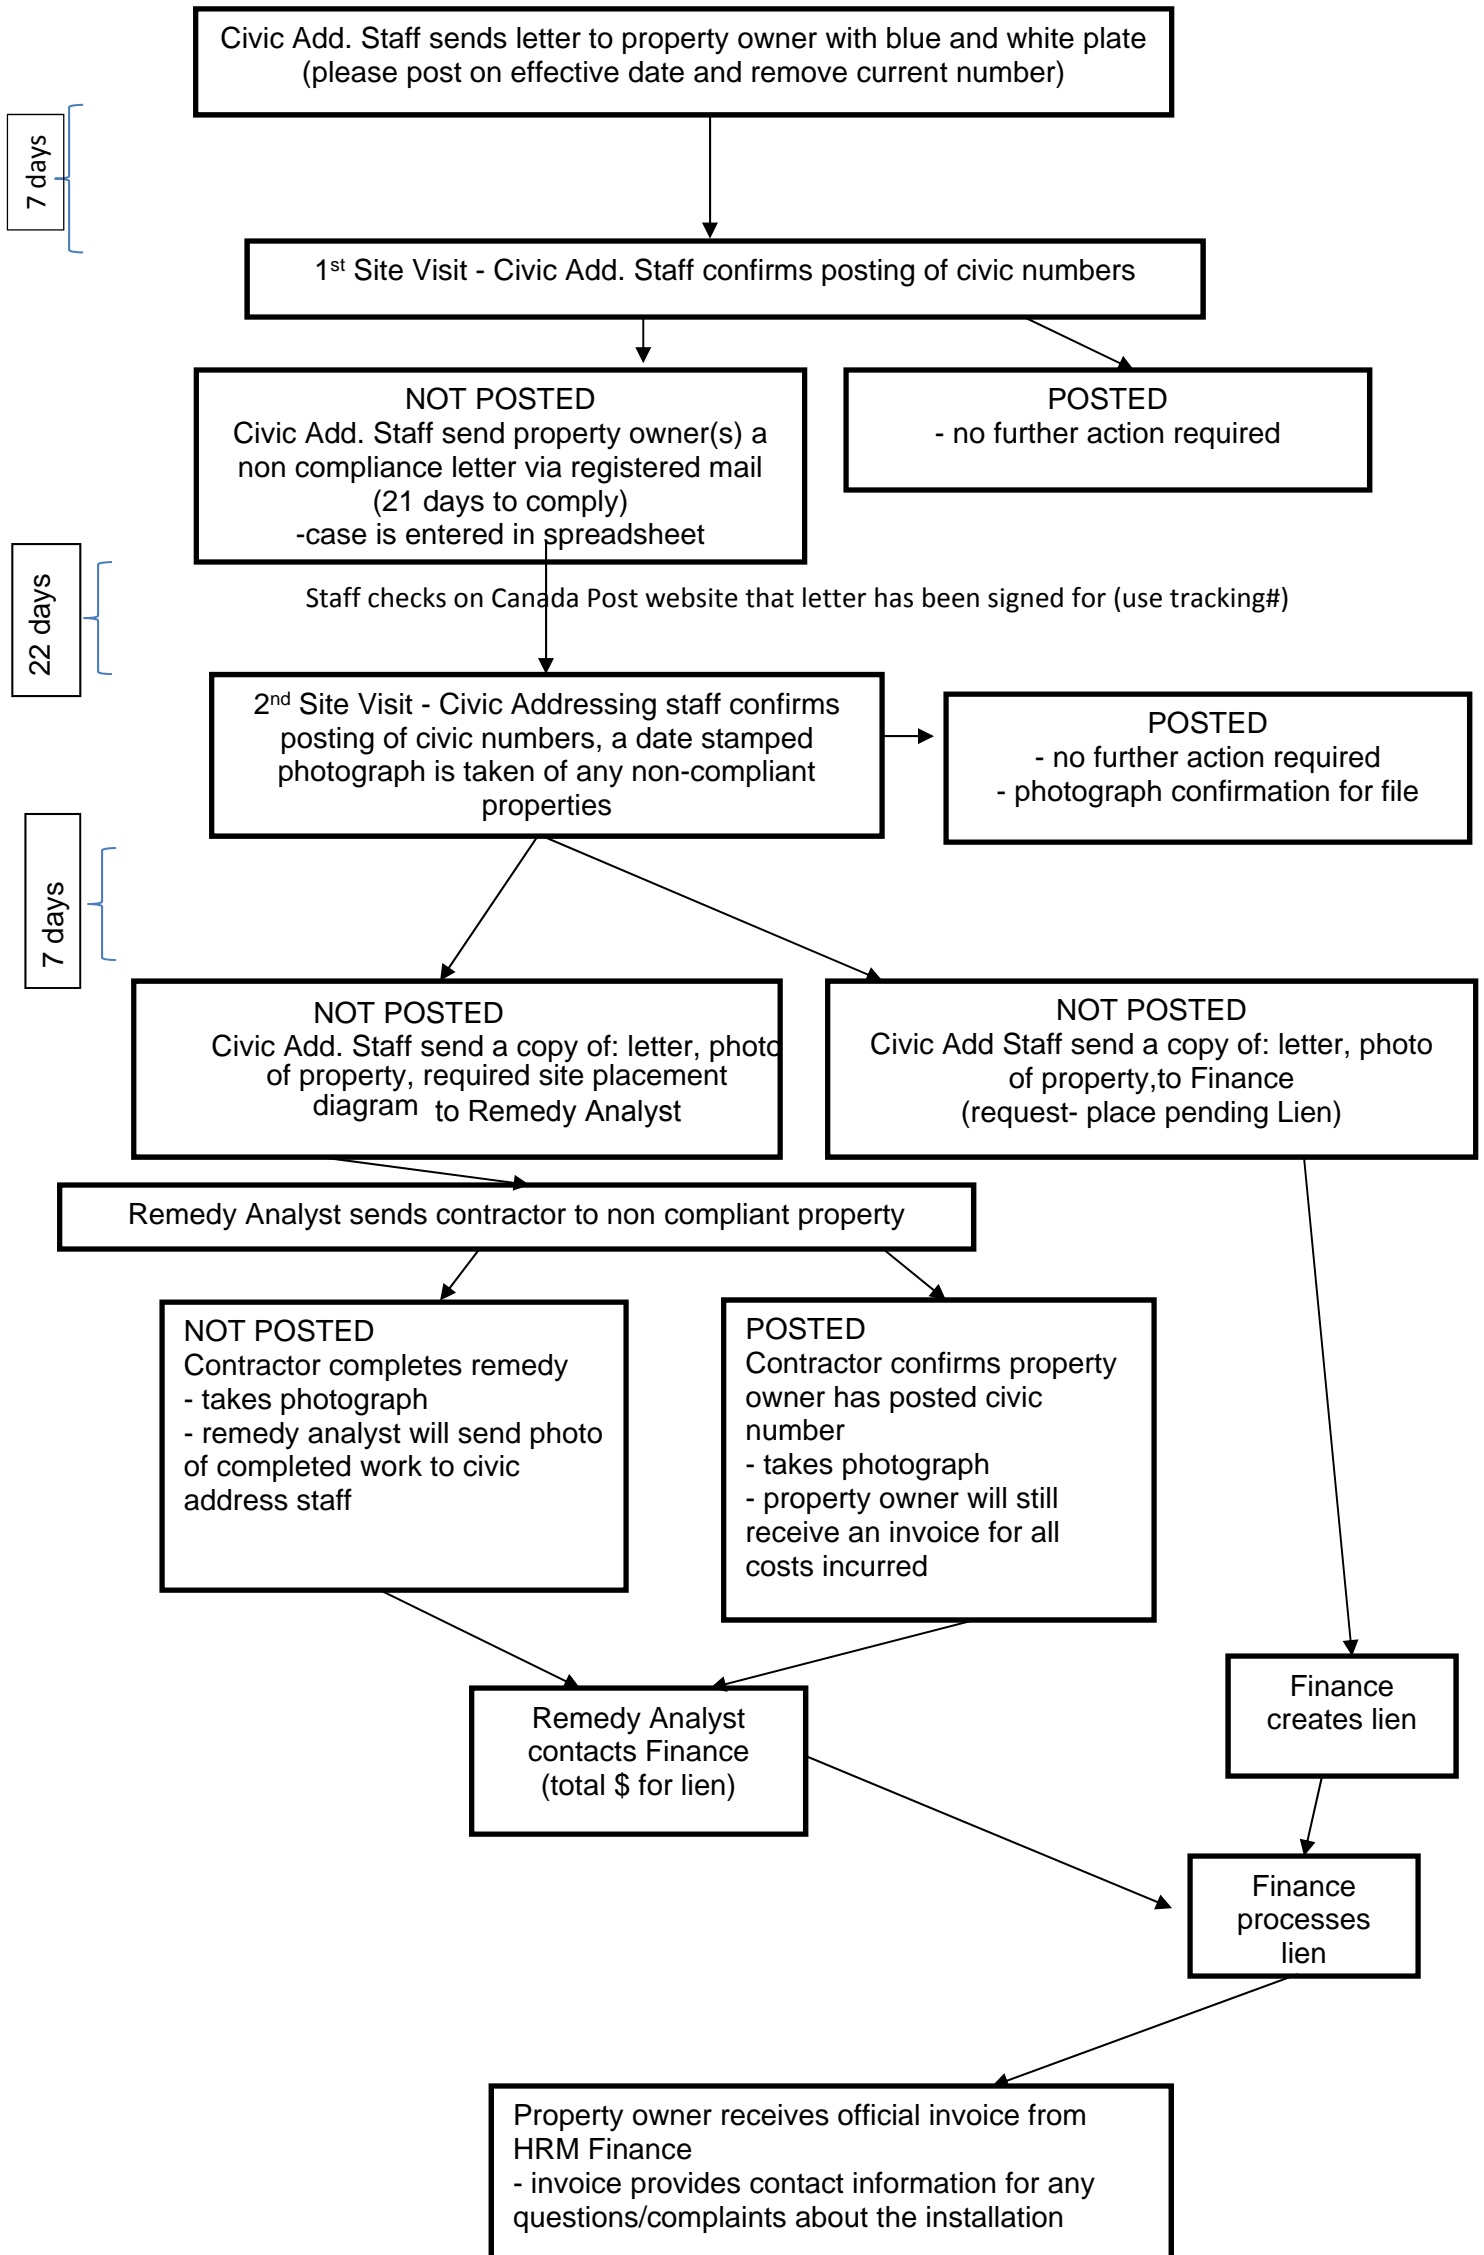 Civic Add. Staff sends letter to property owner with blue and white plate
(please post on effective date and remove current number)
7 days
1st Site Visit - Civic Add. Staff confirms posting of civic numbers
NOT POSTED
Civic Add. Staff send property owner(s) a
non compliance letter via registered mail
(21 days to comply)
-case is entered in spreadsheet
POSTED
- no further action required
22 days
Staff checks on Canada Post website that letter has been signed for (use tracking#)
2nd Site Visit - Civic Addressing staff confirms
posting of civic numbers, a date stamped
photograph is taken of any non-compliant
properties
POSTED
- no further action required
- photograph confirmation for file
7 days
NOT POSTED
Civic Add. Staff send a copy of: letter, photo
of property, required site placement
diagram to Remedy Analyst
NOT POSTED
Civic Add Staff send a copy of: letter, photo
of property,to Finance
(request- place pending Lien)
Remedy Analyst sends contractor to non compliant property
NOT POSTED
Contractor completes remedy
- takes photograph
- remedy analyst will send photo
of completed work to civic
address staff
POSTED
Contractor confirms property
owner has posted civic
number
- takes photograph
- property owner will still
receive an invoice for all
costs incurred
Remedy Analyst
contacts Finance
(total $ for lien)
Finance
creates lien
Finance
processes
lien
Property owner receives official invoice from
HRM Finance
- invoice provides contact information for any
questions/complaints about the installation